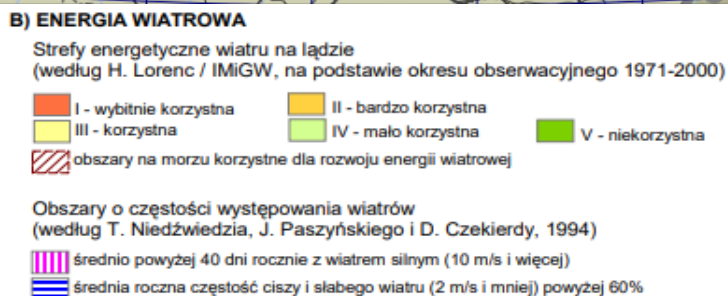 B) ENERGIA WIATROWA
Strefy energetyczne wiatru na lądzie
(według H. Lorenc / IMiGW, na podstawie okresu obserwacyjnego 1971-2000)
I - wybitnie korzystna II - bardzo korzystna
III - korzystna IV - mało korzystna V - niekorzystna
obszary na morzu korzystne dla rozwoju energii wiatrowej
Obszary o częstości występowania wiatrów
(według T. Niedźwiedzia, J. Paszyńskiego i D. Czekierdy, 1994)
średnio powyżej 40 dni rocznie z wiatrem silnym (10 m/s i więcej)
średnia roczna częstość ciszy i słabego wiatru (2 m/s i mniej) powyżej 60%